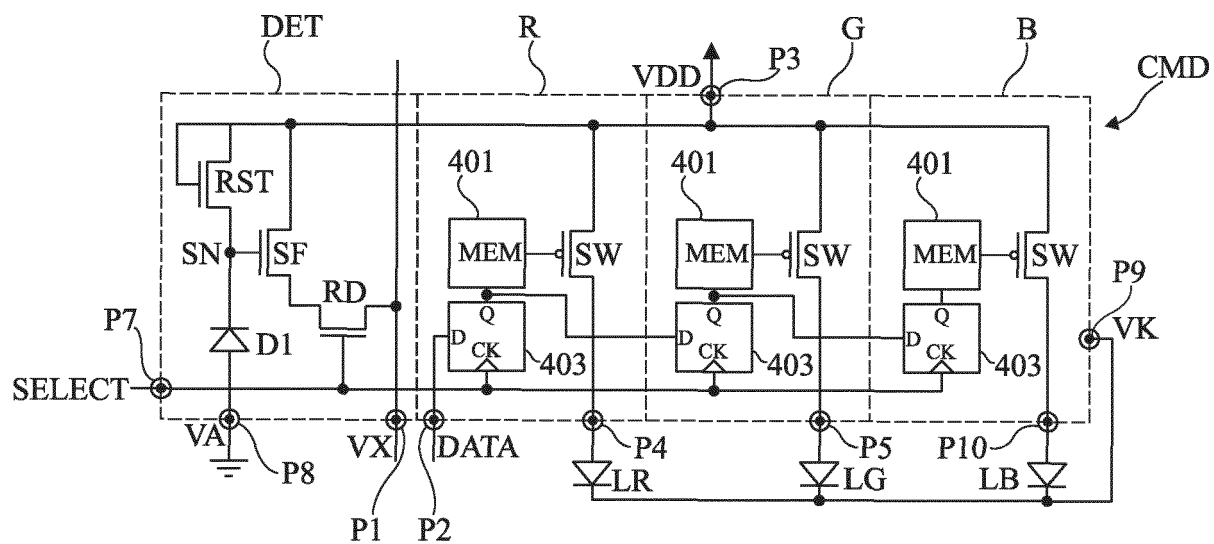 DET R G B
VDD P3 CMD
401 401 401
RST
SN SF MEM SW MEM SW MEM SW
RD P9
P7 Q Q Q VK
D1 D D D
CK 403 CK 403 CK 403
SELECT
VA VX DATA P4 P5 P10
P8 LR LG LB
P1 P2